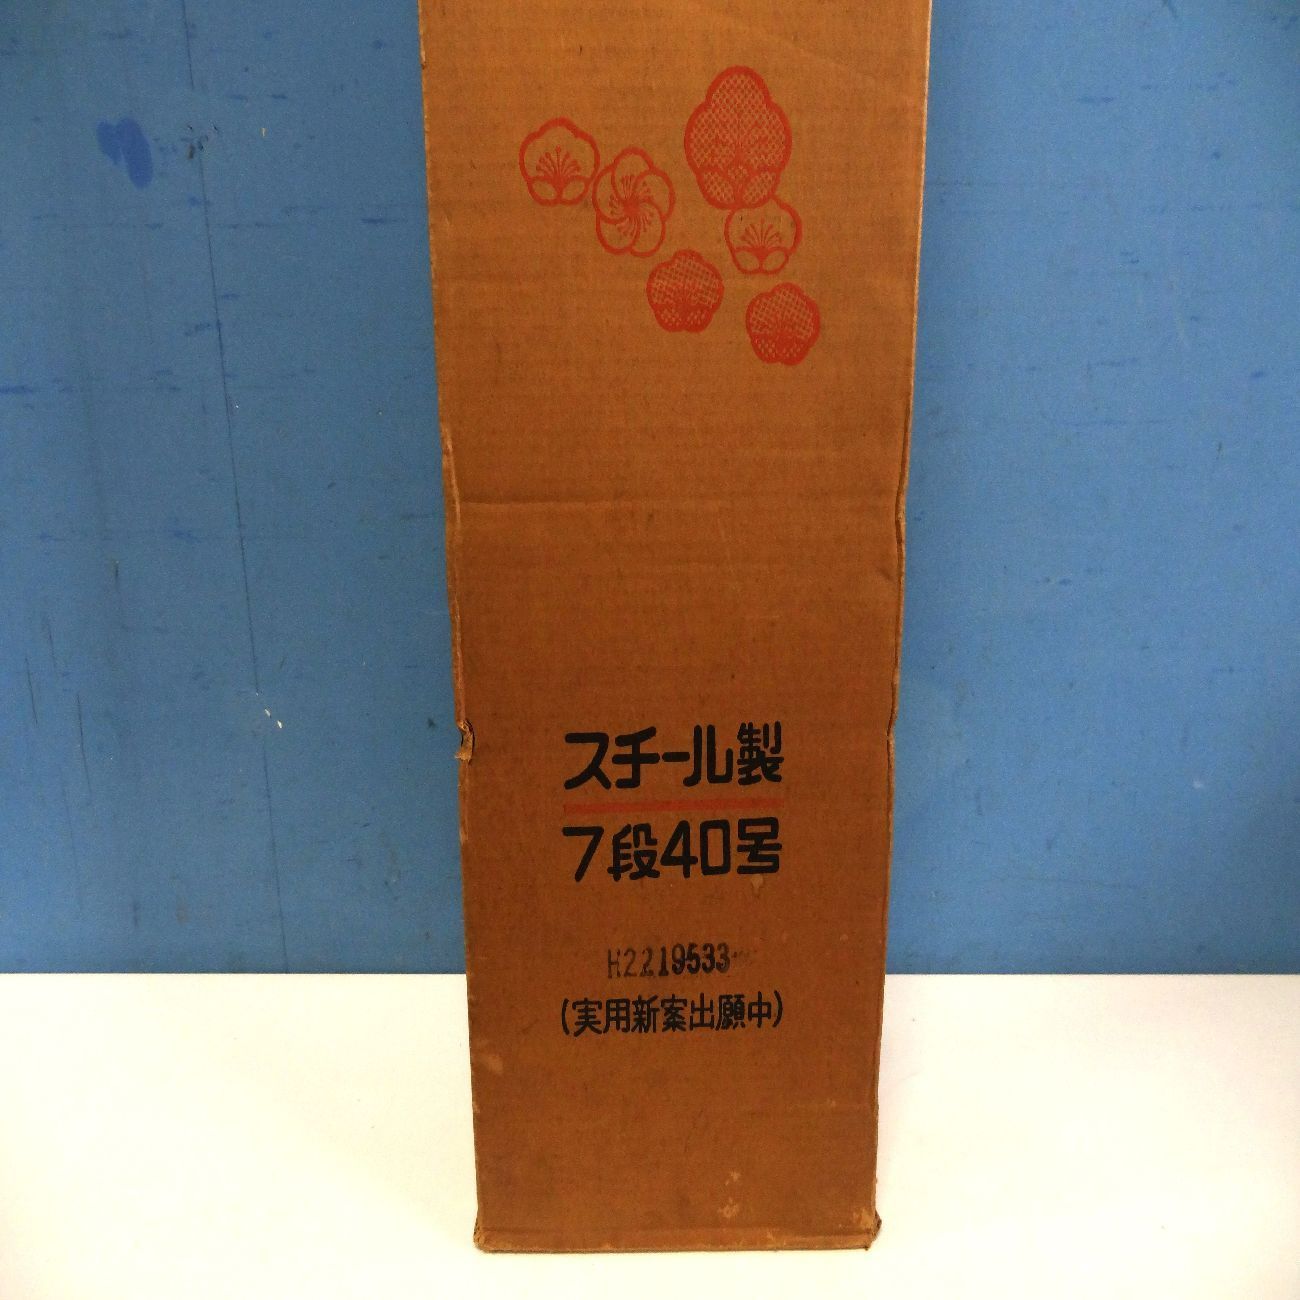 スチール製
7段40号
H2219533
(実用新案出願中)